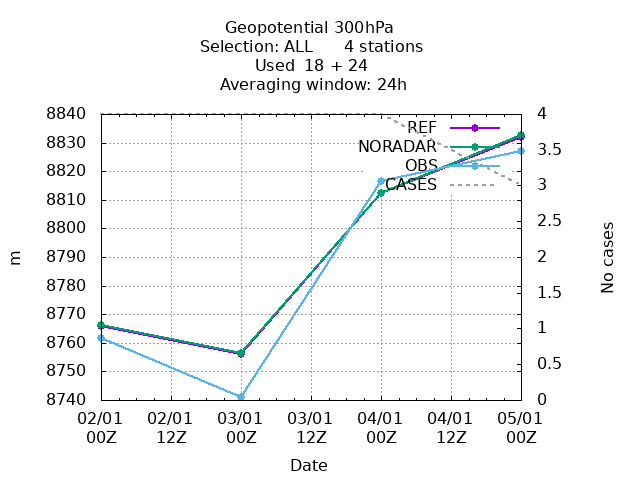 Geopotential 300hPa
Selection: ALL      4 stations
Used  18 + 24
Averaging window: 24h
8840
8830
8820
8810
8800
8790
8780
8770
8760
8750
8740
m
REF
NORADAR
OBS
CASES
4
3.5
3
2.5
2
1.5
1
0.5
0
No cases
02/01 02/01 03/01 03/01 04/01 04/01 05/01
00Z 12Z 00Z 12Z 00Z 12Z 00Z
Date